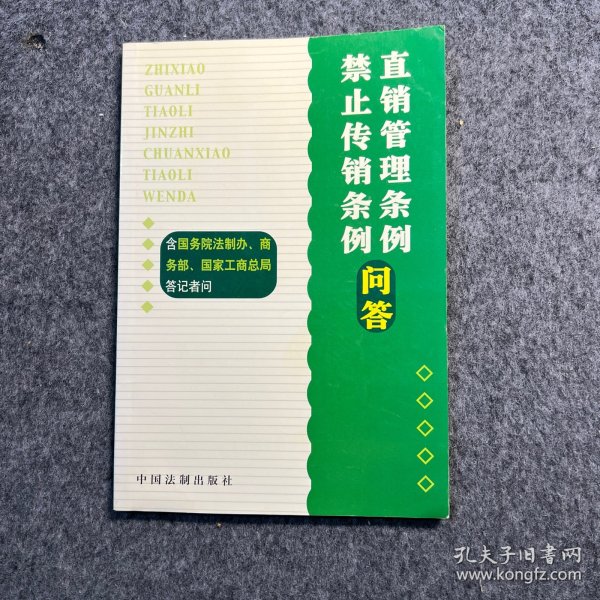 ZHIXIAO
GUANLI
TIAOLI
JINZHI
CHUANXIAO
TIAOLI
WENDA
直销管理条例
禁止传销条例
问答
含国务院法制办、商
务部、国家工商总局
答记者问
中国法制出版社
孔夫子旧书网
www.kongfz.com